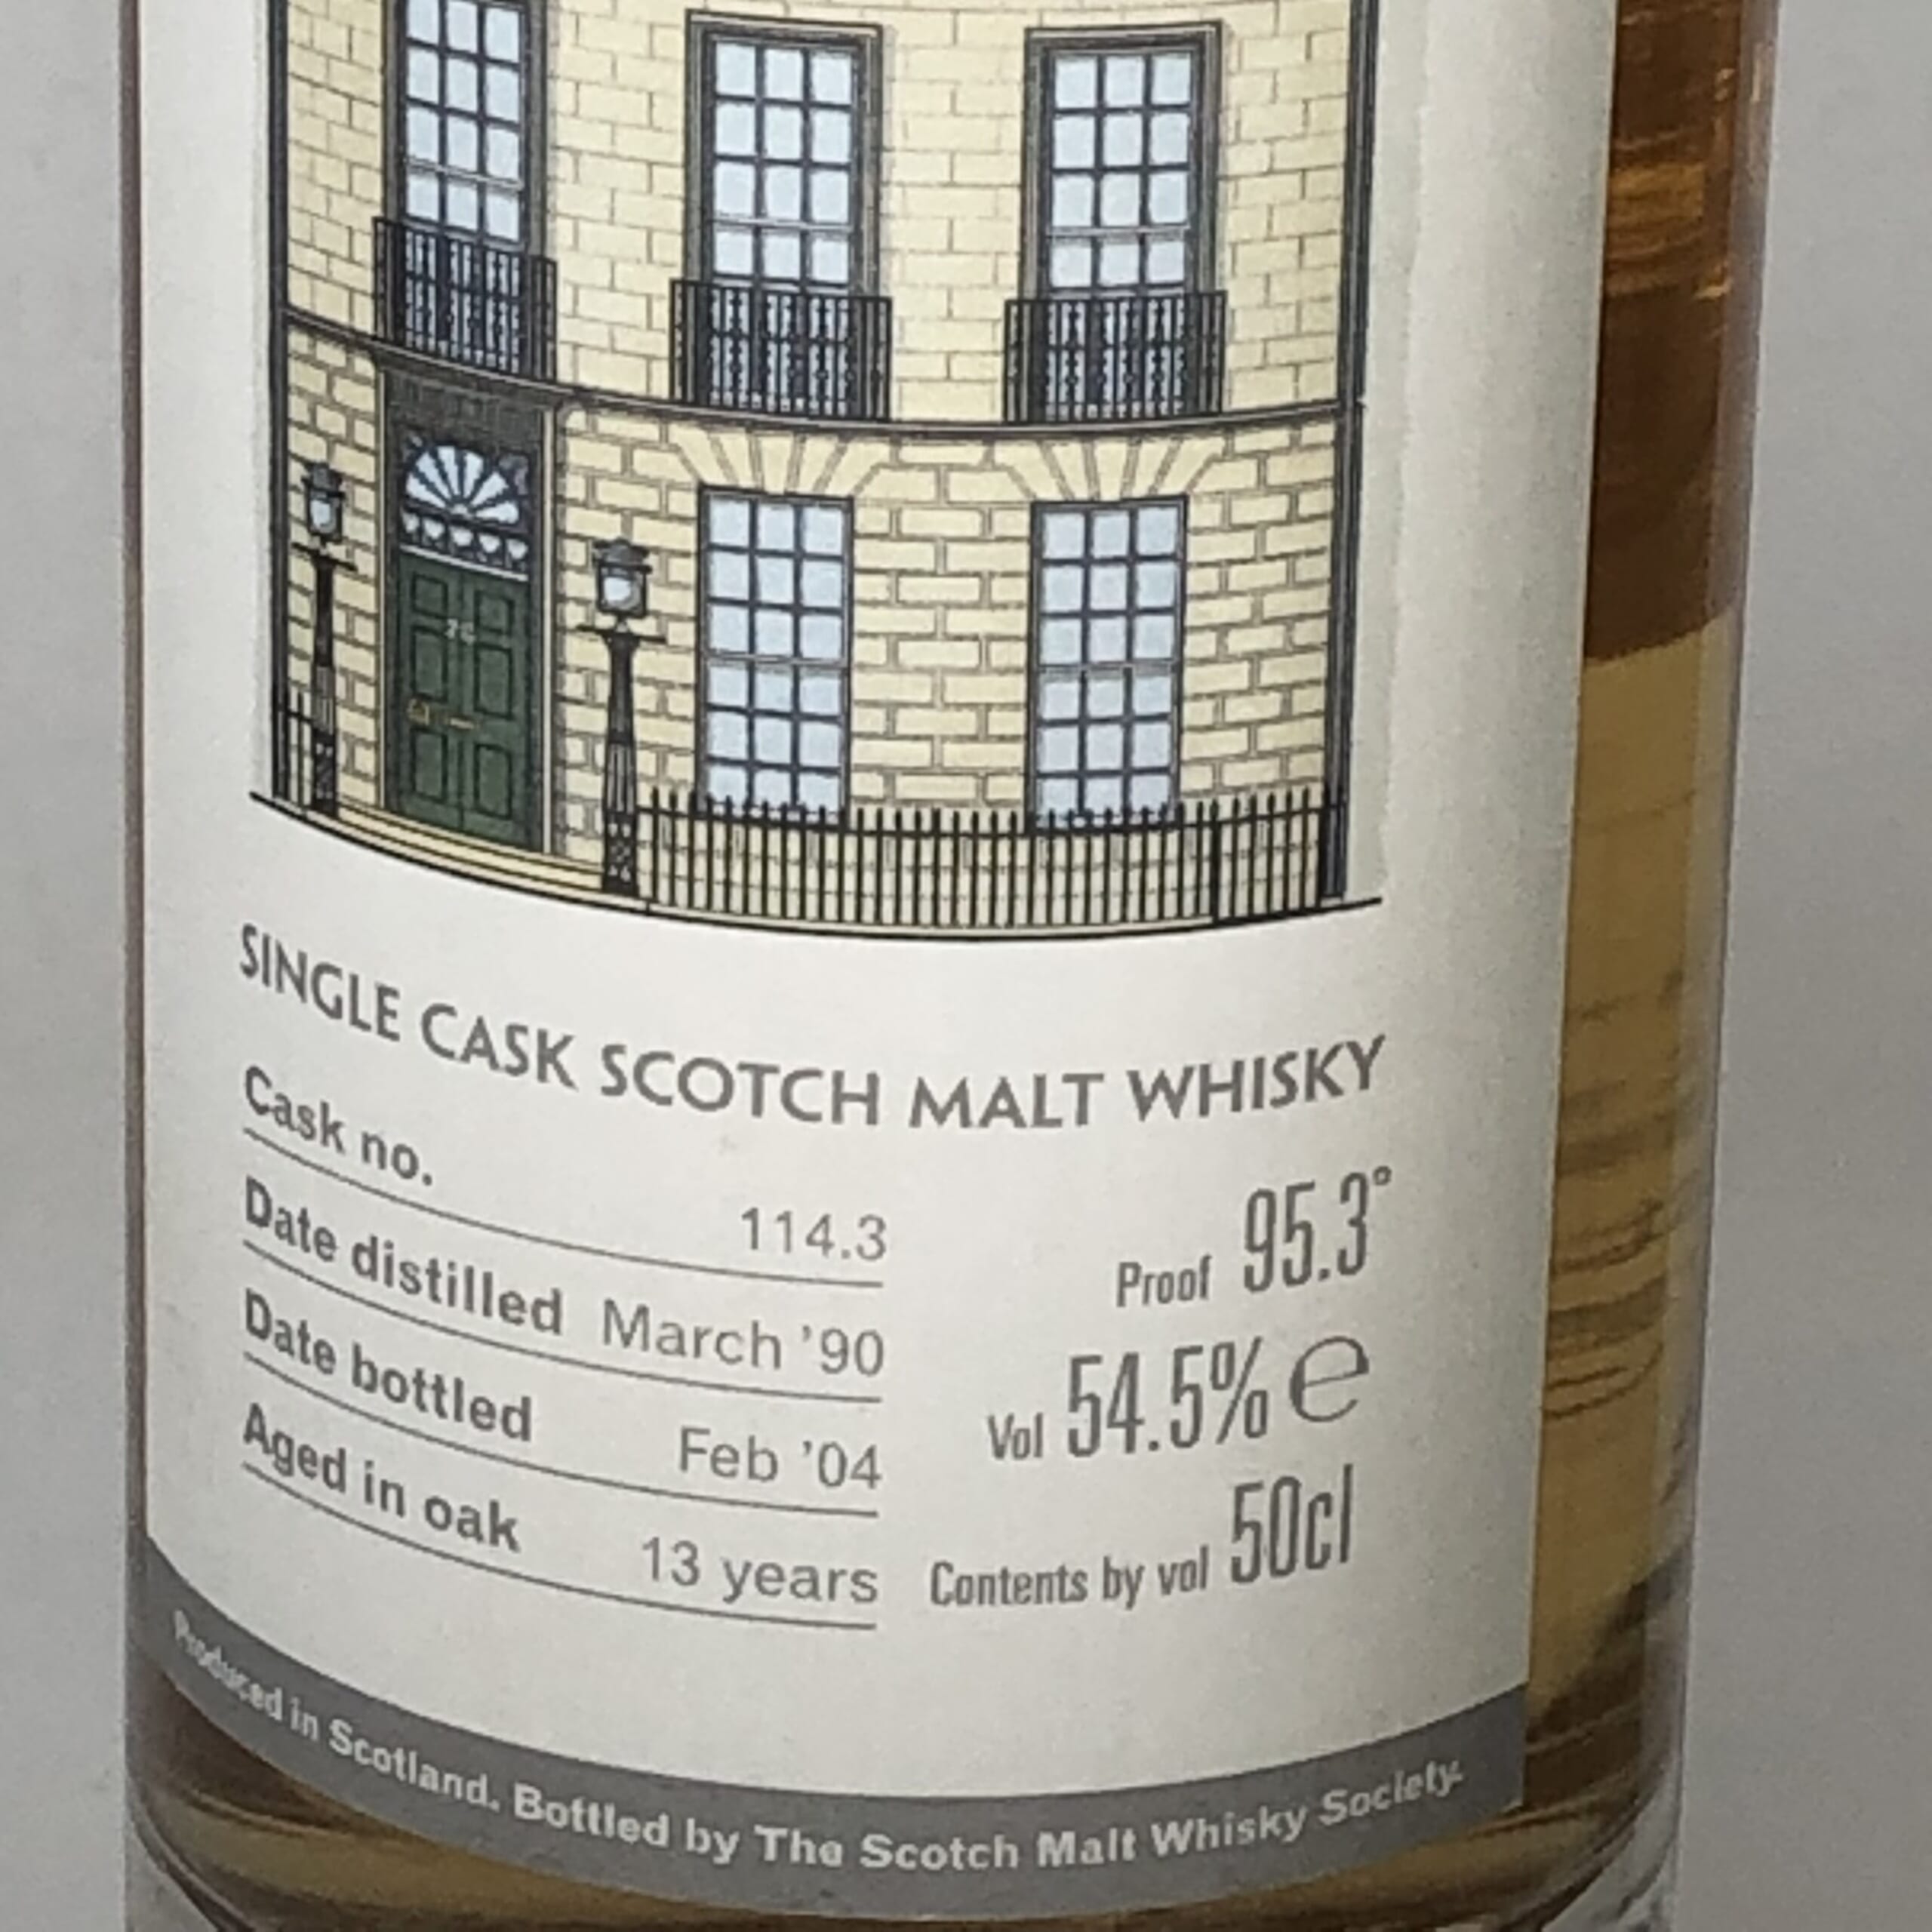 SINGLE CASK SCOTCH MALT WHISKY
Cask no. 114.3
Date distilled March '90
Date bottled Feb '04
Aged in oak 13 years
Proof 95.3°
Vol 54.5% ℮
Contents by vol 50cl
Produced in Scotland. Bottled by The Scotch Malt Whisky Society.